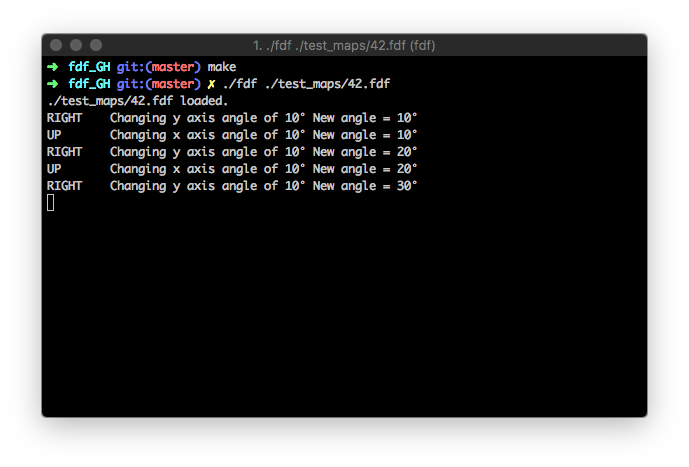 1. ./fdf ./test_maps/42.fdf (fdf)
➜ fdf_GH git:(master) make
➜ fdf_GH git:(master) ✗ ./fdf ./test_maps/42.fdf
./test_maps/42.fdf loaded.
RIGHT Changing y axis angle of 10° New angle = 10°
UP Changing x axis angle of 10° New angle = 10°
RIGHT Changing y axis angle of 10° New angle = 20°
UP Changing x axis angle of 10° New angle = 20°
RIGHT Changing y axis angle of 10° New angle = 30°